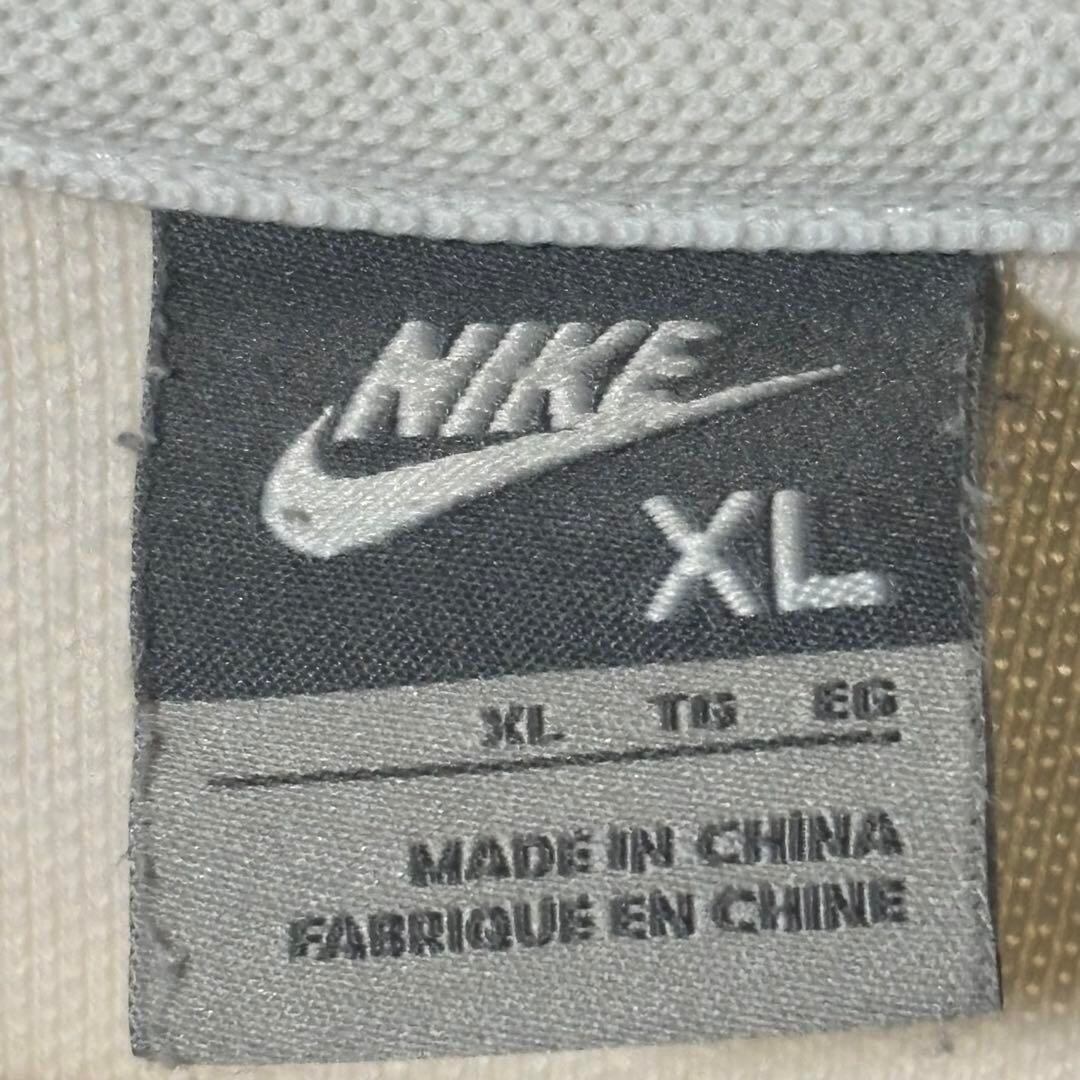 NIKE
XL
XL TG EG
MADE IN CHINA
FABRIQUE EN CHINE